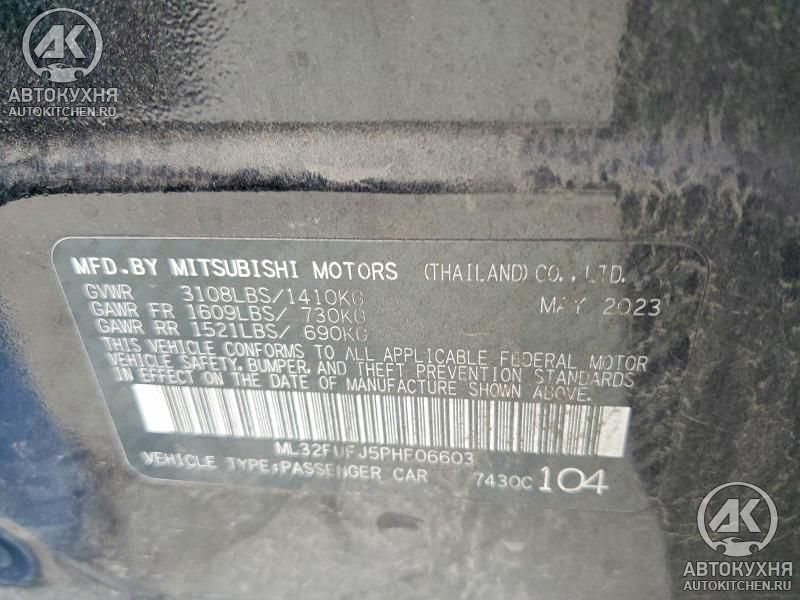 AK
АВТОКУХНЯ
AUTOKITCHEN.RU
MFD.BY MITSUBISHI MOTORS (THAILAND)CO.,LTD.
GVWR 3108LBS/1410KG MAY 2023
GAWR FR 1609LBS/ 730KG
GAWR RR 1521LBS/ 690KG
THIS VEHICLE CONFORMS TO ALL APPLICABLE FEDERAL MOTOR
VEHICLE SAFETY, BUMPER, AND THEFT PREVENTION STANDARDS
IN EFFECT ON THE DATE OF MANUFACTURE SHOWN ABOVE.
ML32FUFJ5PHF06603
VEHICLE TYPE:PASSENGER CAR 7430C 104
AK
АВТОКУХНЯ
AUTOKITCHEN.RU